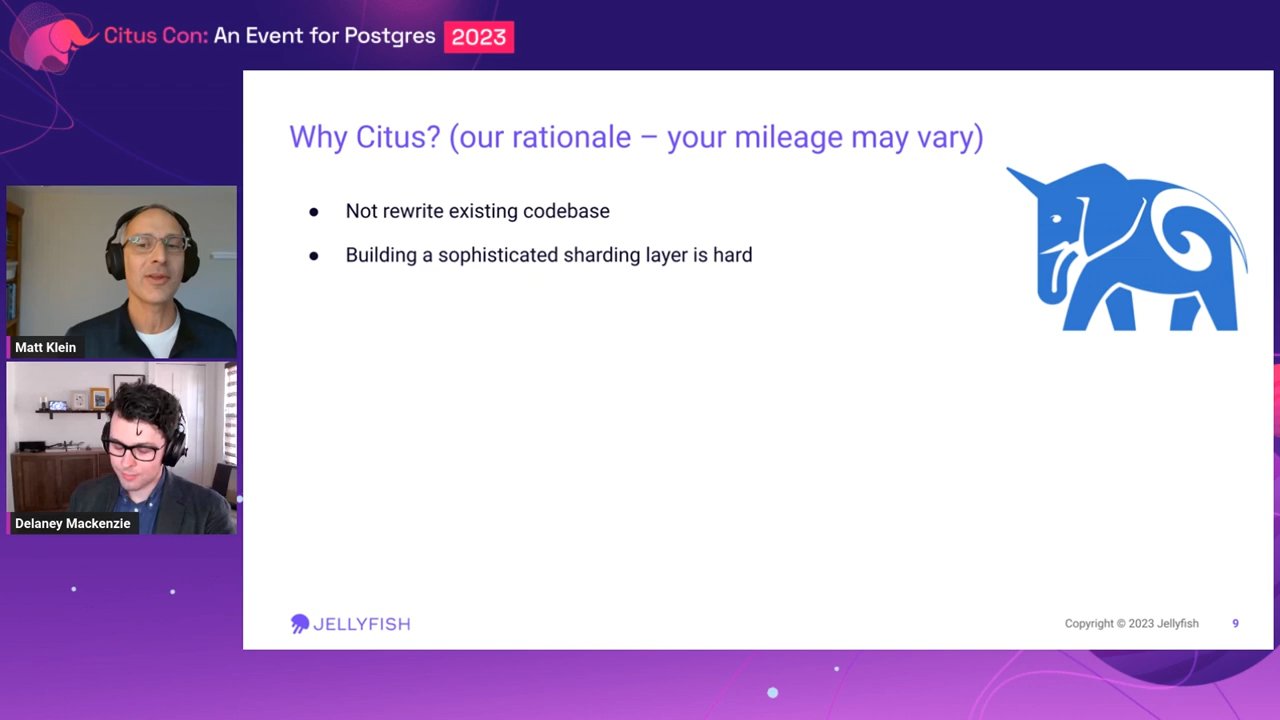 Citus Con: An Event for Postgres 2023
Why Citus? (our rationale – your mileage may vary)
● Not rewrite existing codebase
● Building a sophisticated sharding layer is hard
Matt Klein
Delaney Mackenzie
JELLYFISH
Copyright © 2023 Jellyfish 9